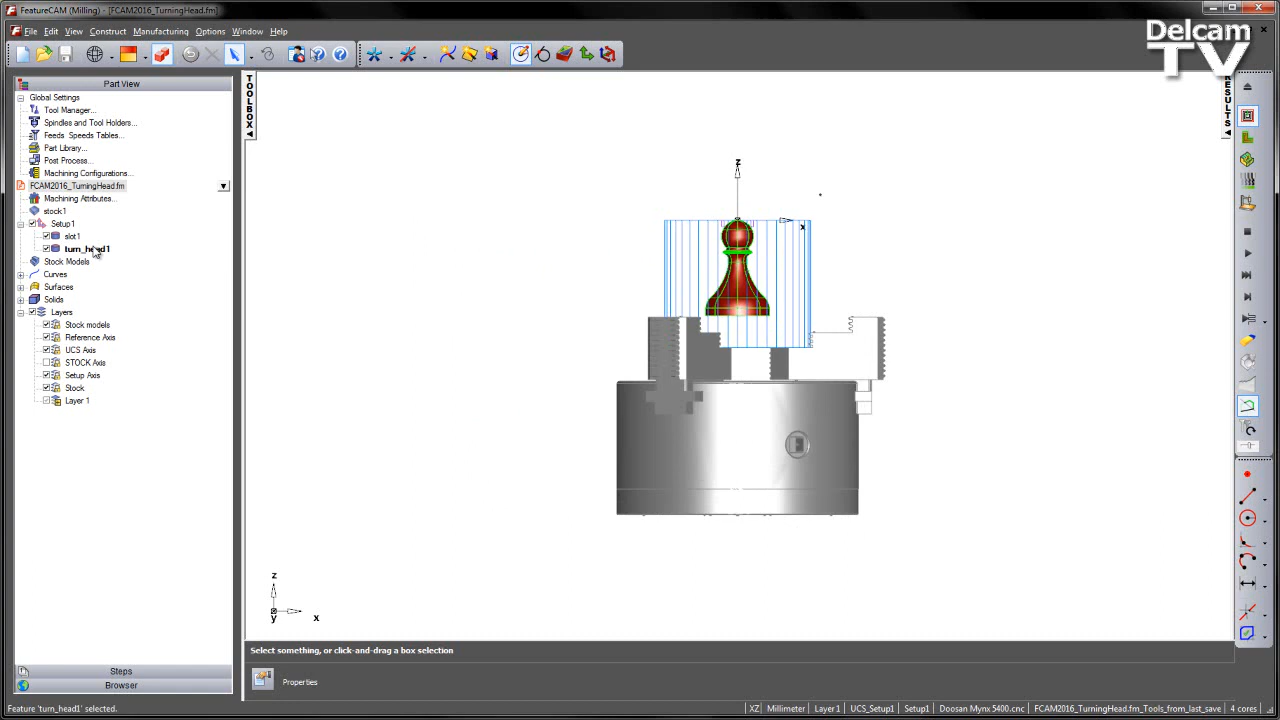 FeatureCAM (Milling) - [FCAM2016_TurningHead.fm]
File Edit View Construct Manufacturing Options Window Help
Delcam
TV
Part View
Global Settings
Tool Manager...
Spindles and Tool Holders...
Feeds Speeds Tables...
Part Library...
Post Process...
Machining Configurations...
FCAM2016_TurningHead.fm
Machining Attributes...
stock1
Setup1
slot1
turn_head1
Stock Models
Curves
Surfaces
Solids
Layers
Stock models
Reference Axis
UCS Axis
STOCK Axis
Setup Axis
Stock
Layer 1
Steps
Browser
TOOLBOX
RESULTS
z
x
z
y
x
Select something, or click-and-drag a box selection
Properties
Feature 'turn_head1' selected.
XZ Millimeter Layer1 UCS_Setup1 Setup1 Doosan Mynx 5400.cnc FCAM2016_TurningHead.fm_Tools_from_last_save 4 cores